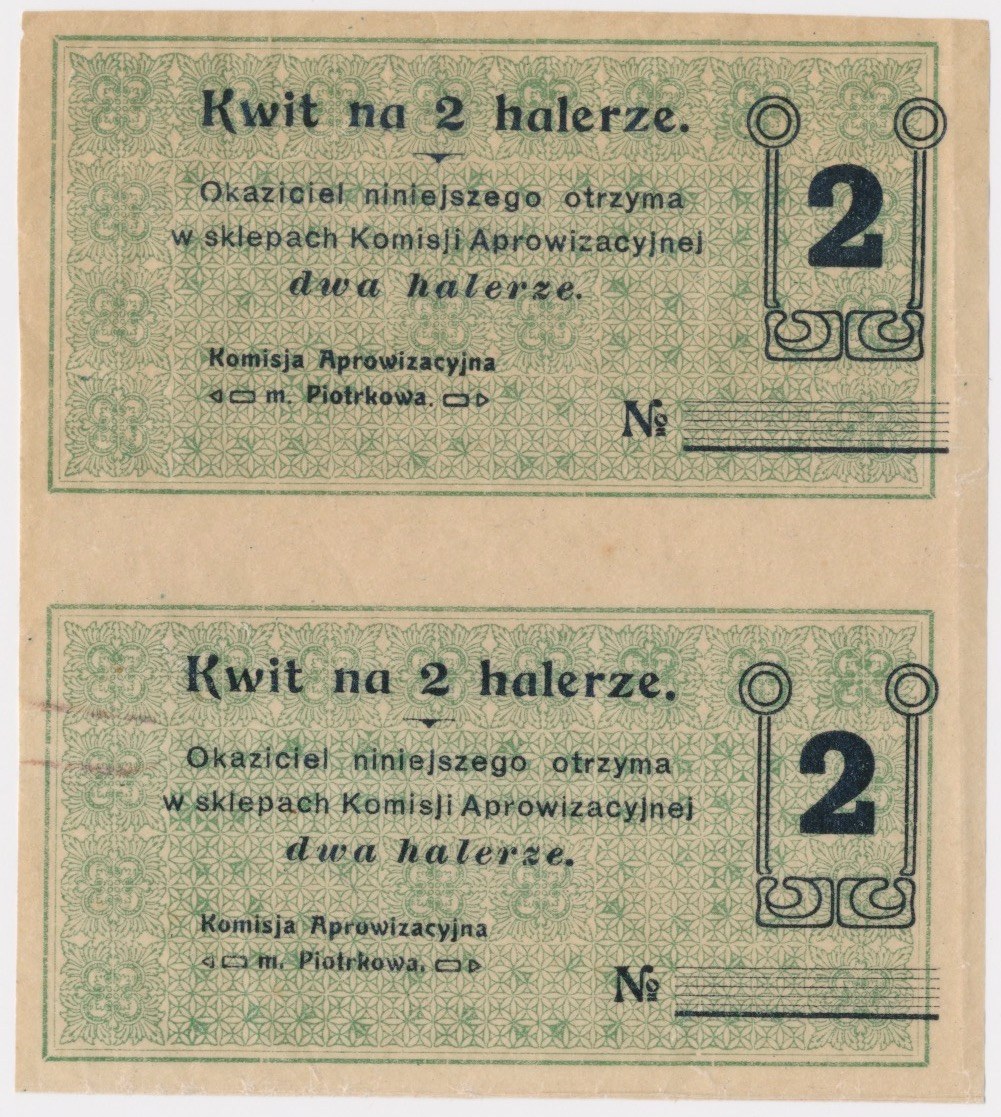 Kwit na 2 halerze.
2
Okaziciel niniejszego otrzyma
w sklepach Komisji Aprowizacyjnej
dwa halerze.
Komisja Aprowizacyjna
m. Piotrkowa.
№
Kwit na 2 halerze.
2
Okaziciel niniejszego otrzyma
w sklepach Komisji Aprowizacyjnej
dwa halerze.
Komisja Aprowizacyjna
m. Piotrkowa.
№